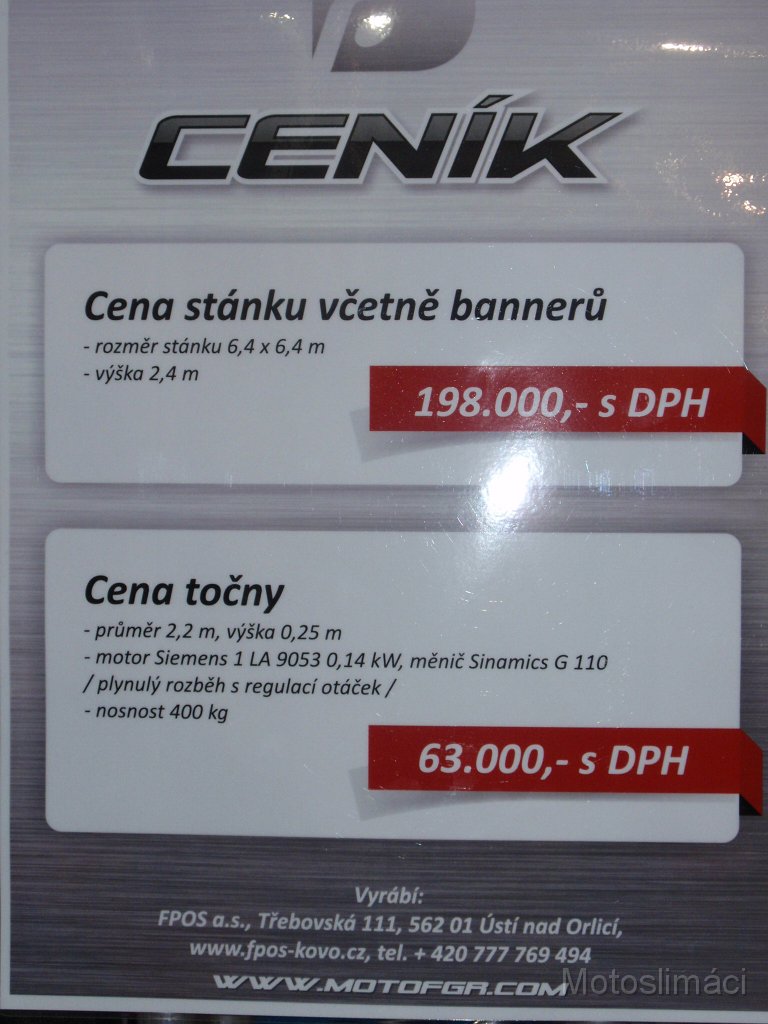 CENÍK
Cena stánku včetně bannerů
- rozměr stánku 6,4 x 6,4 m
- výška 2,4 m
198.000,- s DPH
Cena točny
- průměr 2,2 m, výška 0,25 m
- motor Siemens 1 LA 9053 0,14 kW, měnič Sinamics G 110
/ plynulý rozběh s regulací otáček /
- nosnost 400 kg
63.000,- s DPH
Vyrábí:
FPOS a.s., Třebovská 111, 562 01 Ústí nad Orlicí,
www.fpos-kovo.cz, tel. + 420 777 769 494
WWW.MOTOFGR.COM
Motoslimáci